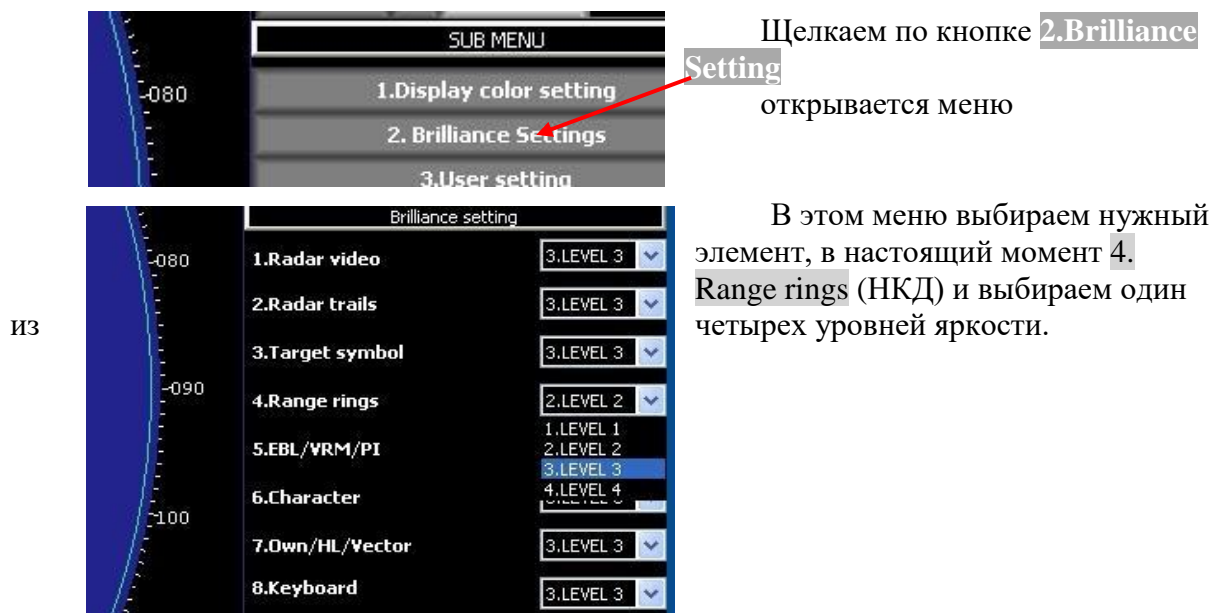 SUB MENU
080
1.Display color setting
2. Brilliance Settings
3.User setting
Щелкаем по кнопке 2.Brilliance
Setting
открывается меню
Brilliance setting
080
1.Radar video 3.LEVEL 3
2.Radar trails 3.LEVEL 3
3.Target symbol 3.LEVEL 3
090
4.Range rings 2.LEVEL 2
1.LEVEL 1
5.EBL/VRM/PI 2.LEVEL 2
3.LEVEL 3
6.Character 4.LEVEL 4
100
7.Own/HL/Vector 3.LEVEL 3
8.Keyboard 3.LEVEL 3
В этом меню выбираем нужный
элемент, в настоящий момент 4.
Range rings (НКД) и выбираем один
из четырех уровней яркости.